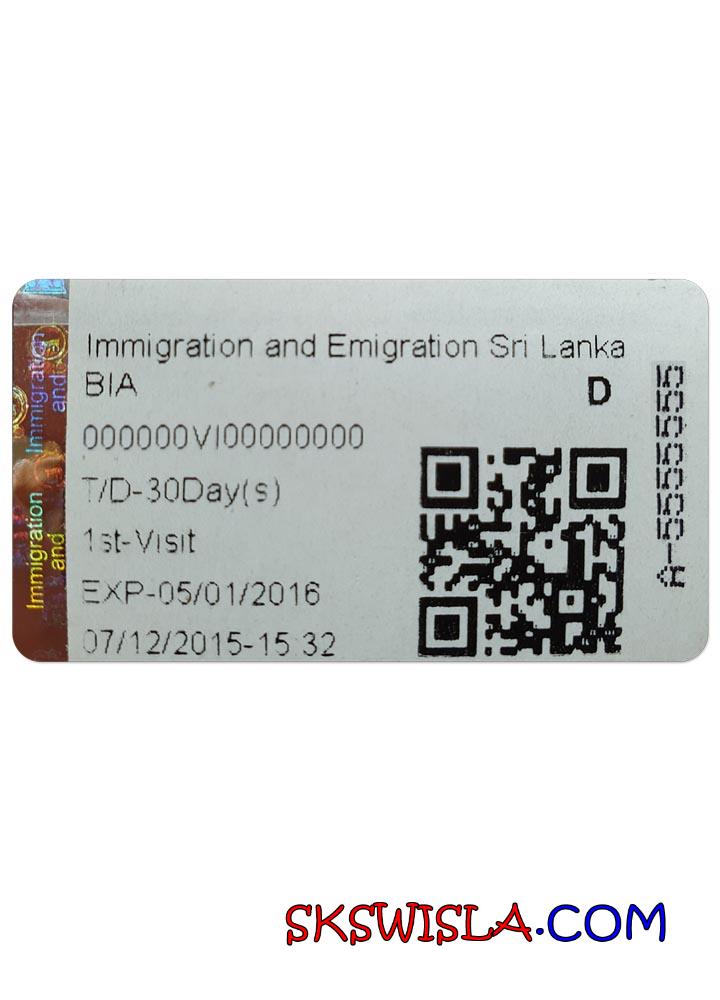 Immigration and Emigration Sri Lanka
BIA
D
000000VI00000000
T/D-30Day(s)
1st-Visit
EXP-05/01/2016
07/12/2015-15:32
A-5555555
Immigration
and
Immigration
and
SKSWISLA.COM